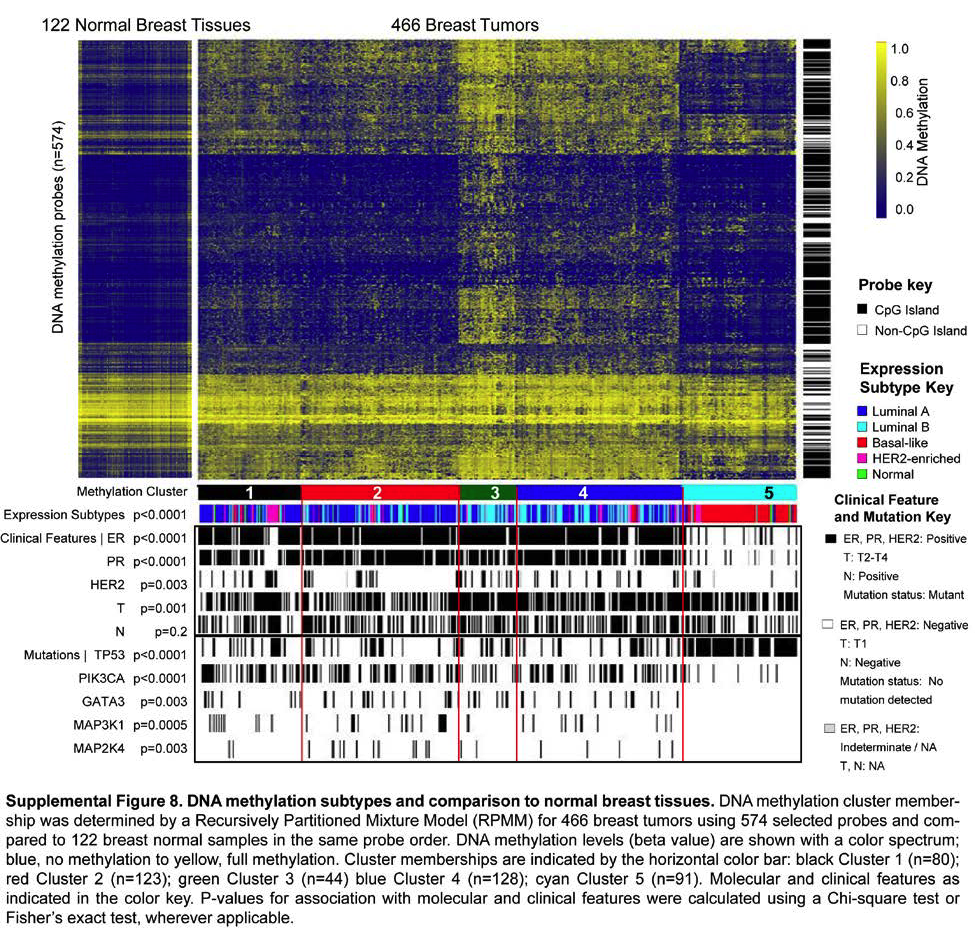 122 Normal Breast Tissues
466 Breast Tumors
DNA methylation probes (n=574)
1.0
0.8
0.6
0.4
0.2
0.0
DNA Methylation
Probe key
CpG Island
Non-CpG Island
Expression
Subtype Key
Luminal A
Luminal B
Basal-like
HER2-enriched
Normal
Methylation Cluster 1 2 3 4 5
Expression Subtypes p<0.0001
Clinical Features | ER p<0.0001
PR p<0.0001
HER2 p=0.003
T p=0.001
N p=0.2
Mutations | TP53 p<0.0001
PIK3CA p<0.0001
GATA3 p=0.003
MAP3K1 p=0.0005
MAP2K4 p=0.003
Clinical Feature
and Mutation Key
ER, PR, HER2: Positive
T: T2-T4
N: Positive
Mutation status: Mutant
ER, PR, HER2: Negative
T: T1
N: Negative
Mutation status: No
mutation detected
ER, PR, HER2:
Indeterminate / NA
T, N: NA
Supplemental Figure 8. DNA methylation subtypes and comparison to normal breast tissues. DNA methylation cluster member-
ship was determined by a Recursively Partitioned Mixture Model (RPMM) for 466 breast tumors using 574 selected probes and com-
pared to 122 breast normal samples in the same probe order. DNA methylation levels (beta value) are shown with a color spectrum;
blue, no methylation to yellow, full methylation. Cluster memberships are indicated by the horizontal color bar: black Cluster 1 (n=80);
red Cluster 2 (n=123); green Cluster 3 (n=44) blue Cluster 4 (n=128); cyan Cluster 5 (n=91). Molecular and clinical features as
indicated in the color key. P-values for association with molecular and clinical features were calculated using a Chi-square test or
Fisher's exact test, wherever applicable.